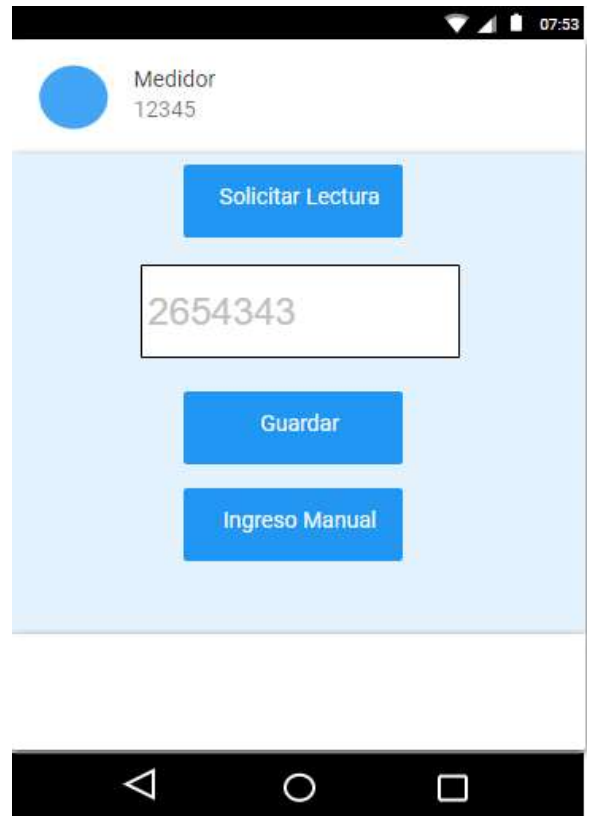 07:53
Medidor
12345
Solicitar Lectura
2654343
Guardar
Ingreso Manual